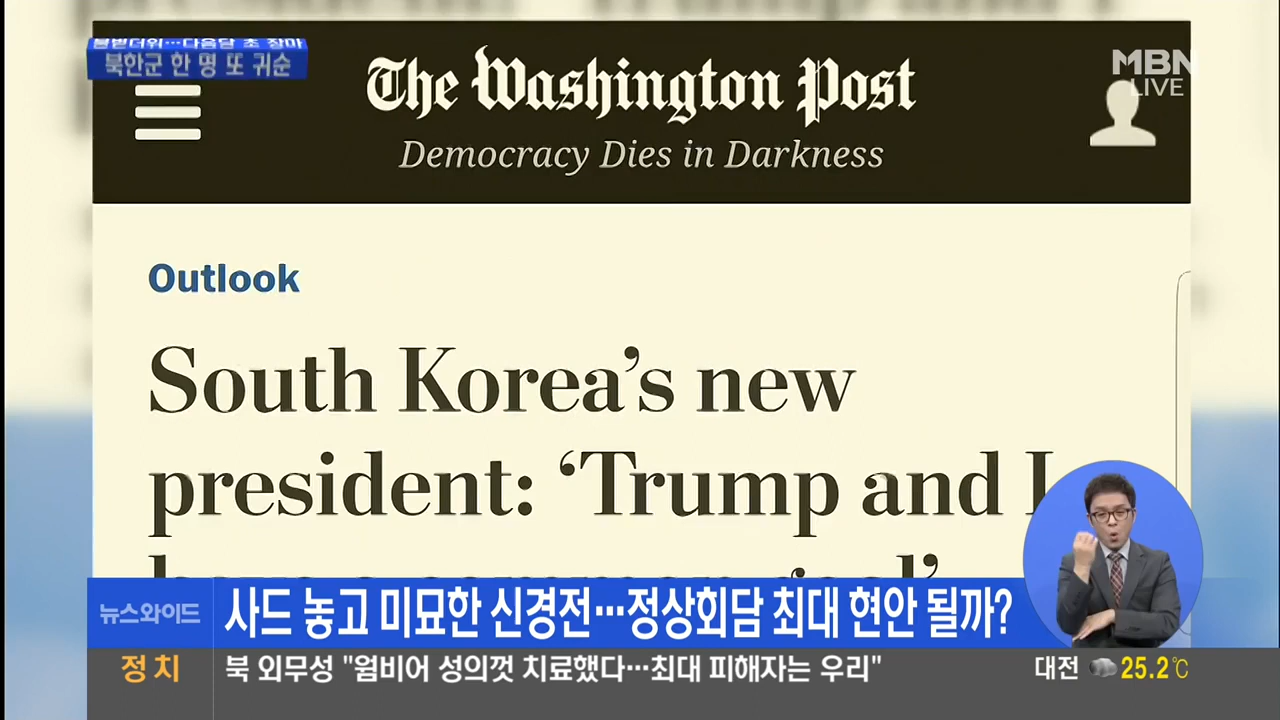 북한군 한 명 또 귀순
MBN
LIVE
The Washington Post
Democracy Dies in Darkness
Outlook
South Korea's new
president: ‘Trump and I
have a common goal’
뉴스와이드
사드 놓고 미묘한 신경전…정상회담 최대 현안 될까?
정치
북 외무성 "웜비어 성의껏 치료했다…최대 피해자는 우리"
대전 25.2℃